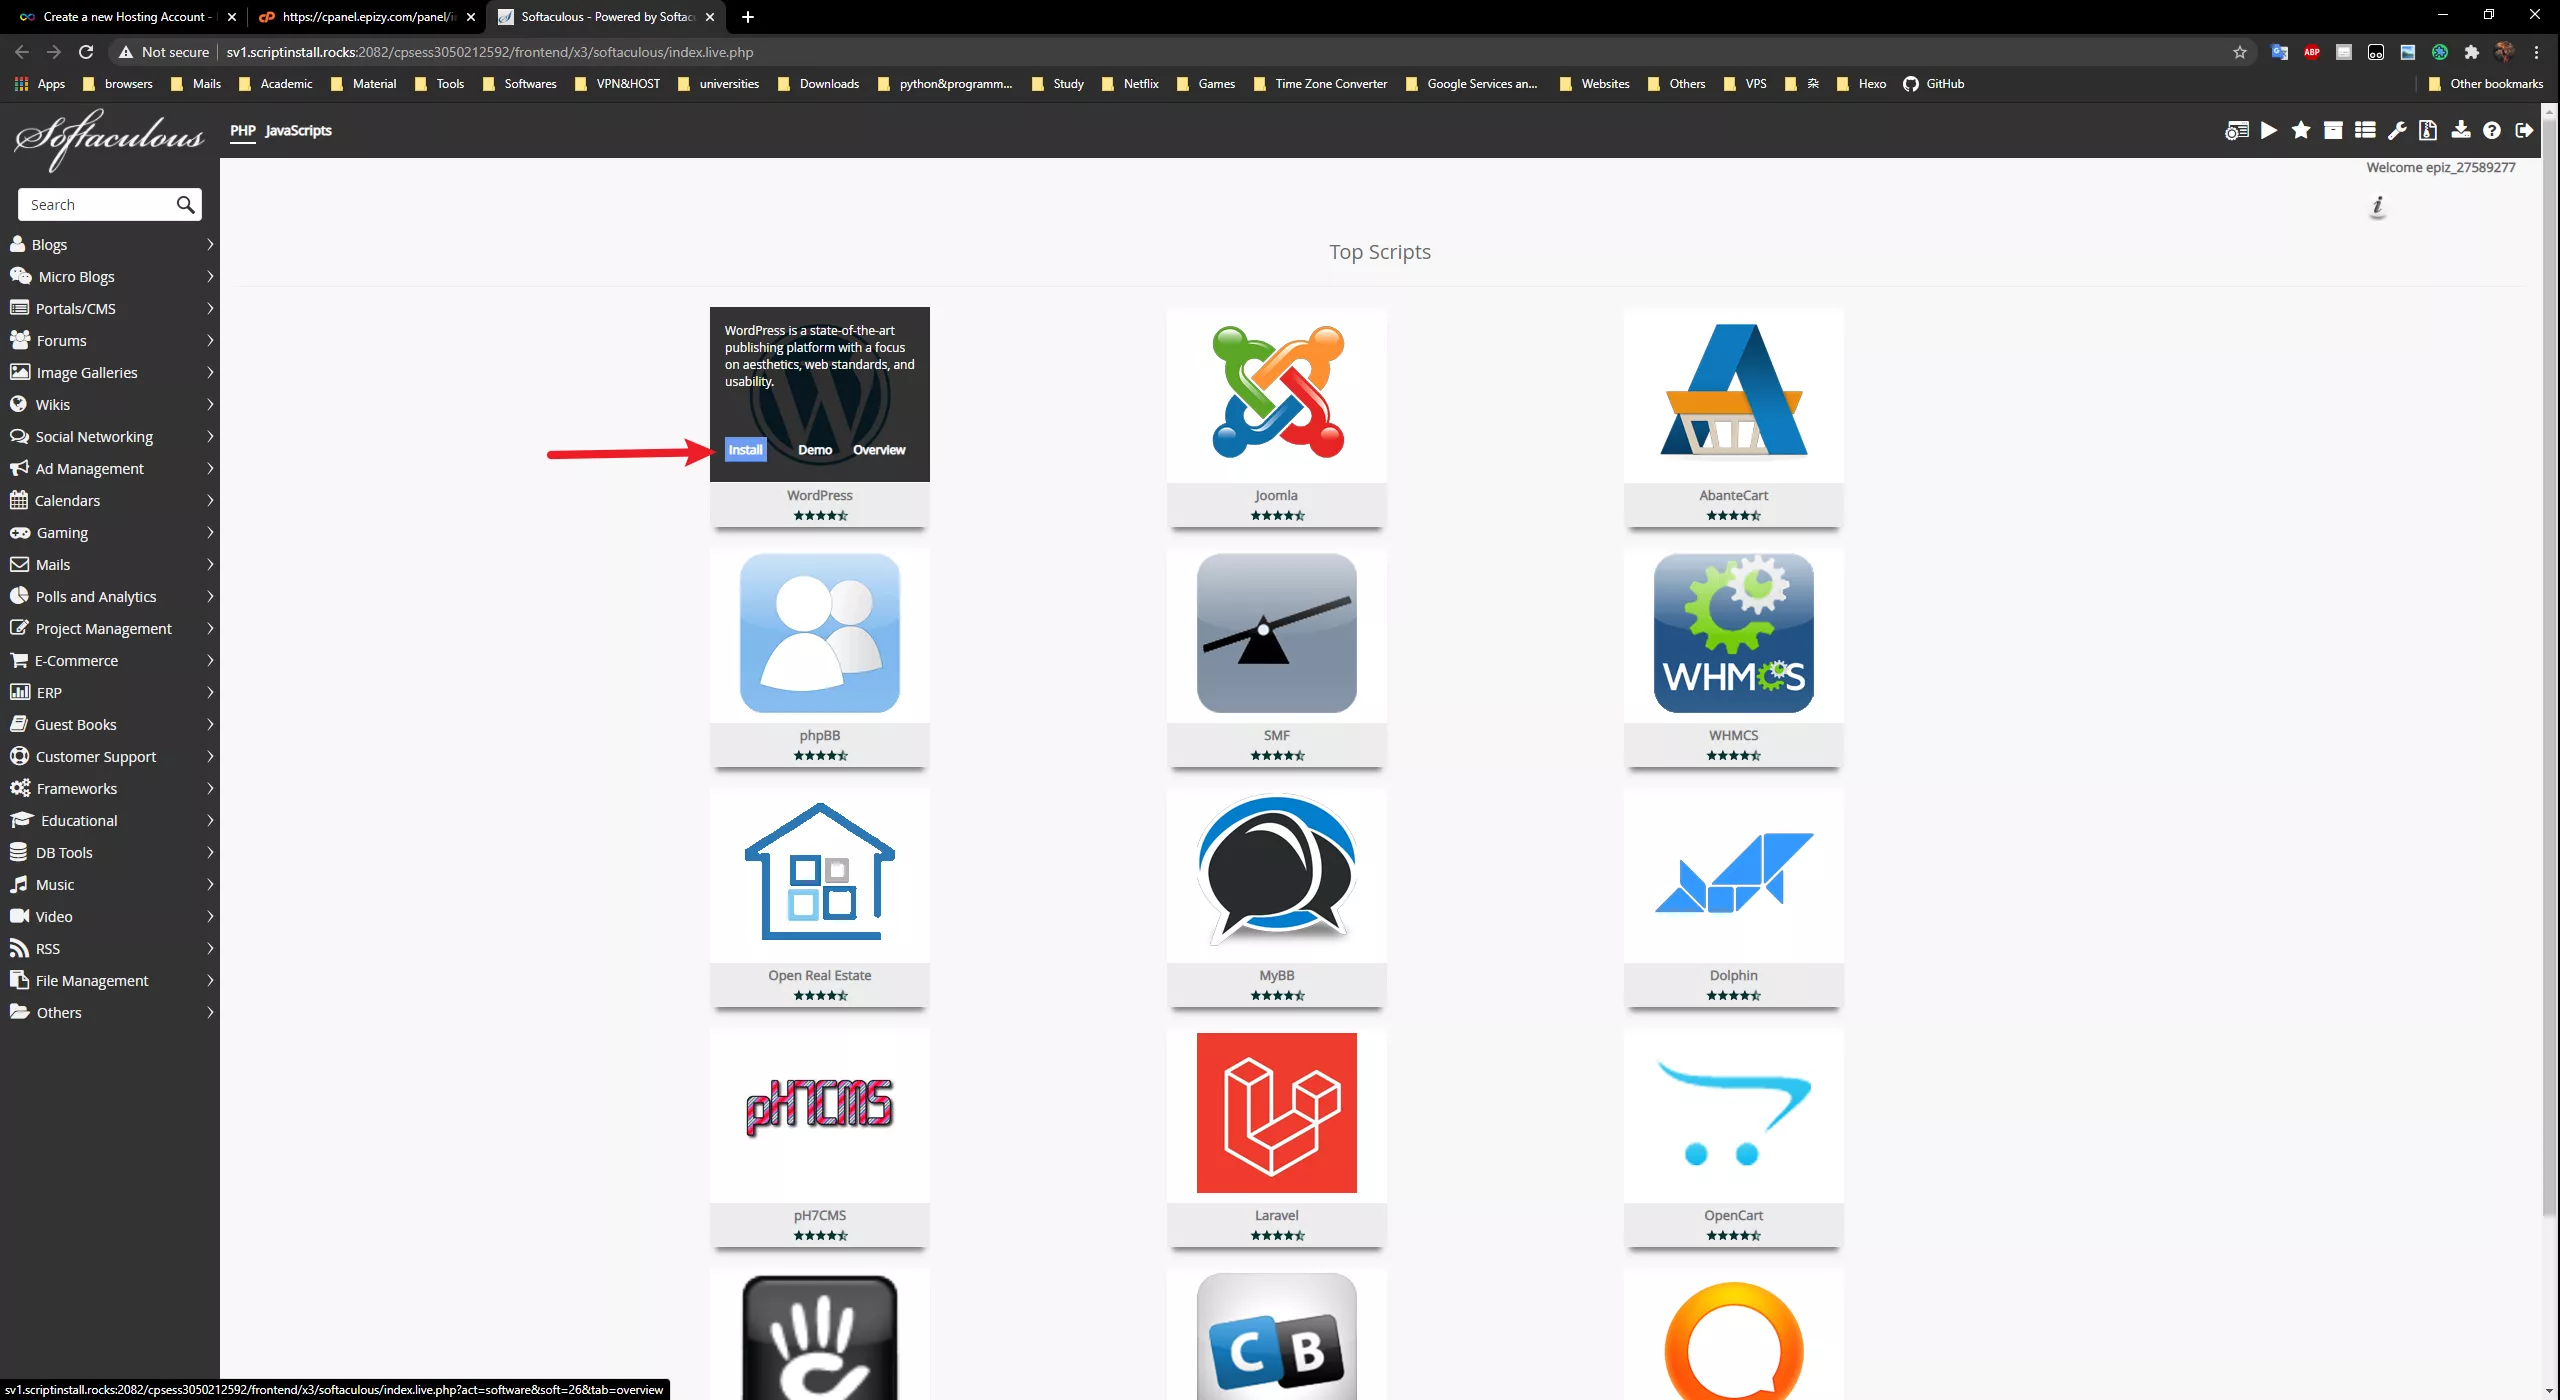 Create a new Hosting Account -
https://cpanel.epizy.com/panel/i
Softaculous - Powered by Softac
Not secure
sv1.scriptinstall.rocks:2082/cpsess3050212592/frontend/x3/softaculous/index.live.php
ABP
Apps
browsers
Mails
Academic
Material
Tools
Softwares
VPN&HOST
universities
Downloads
python&programm...
Study
Netflix
Games
Time Zone Converter
Google Services an...
Websites
Others
VPS
杂
Hexo
GitHub
Other bookmarks
Softaculous
PHP
JavaScripts
Welcome epiz_27589277
Search
Blogs
Micro Blogs
Portals/CMS
Forums
Image Galleries
Wikis
Social Networking
Ad Management
Calendars
Gaming
Mails
Polls and Analytics
Project Management
E-Commerce
ERP
Guest Books
Customer Support
Frameworks
Educational
DB Tools
Music
Video
RSS
File Management
Others
Top Scripts
WordPress is a state-of-the-art
publishing platform with a focus
on aesthetics, web standards, and
usability.
Install
Demo
Overview
WordPress
Joomla
AbanteCart
WHMCS
phpBB
SMF
WHMCS
Open Real Estate
MyBB
Dolphin
pH7CMS
pH7CMS
Laravel
OpenCart
C B
sv1.scriptinstall.rocks:2082/cpsess3050212592/frontend/x3/softaculous/index.live.php?act=software&soft=26&tab=overview